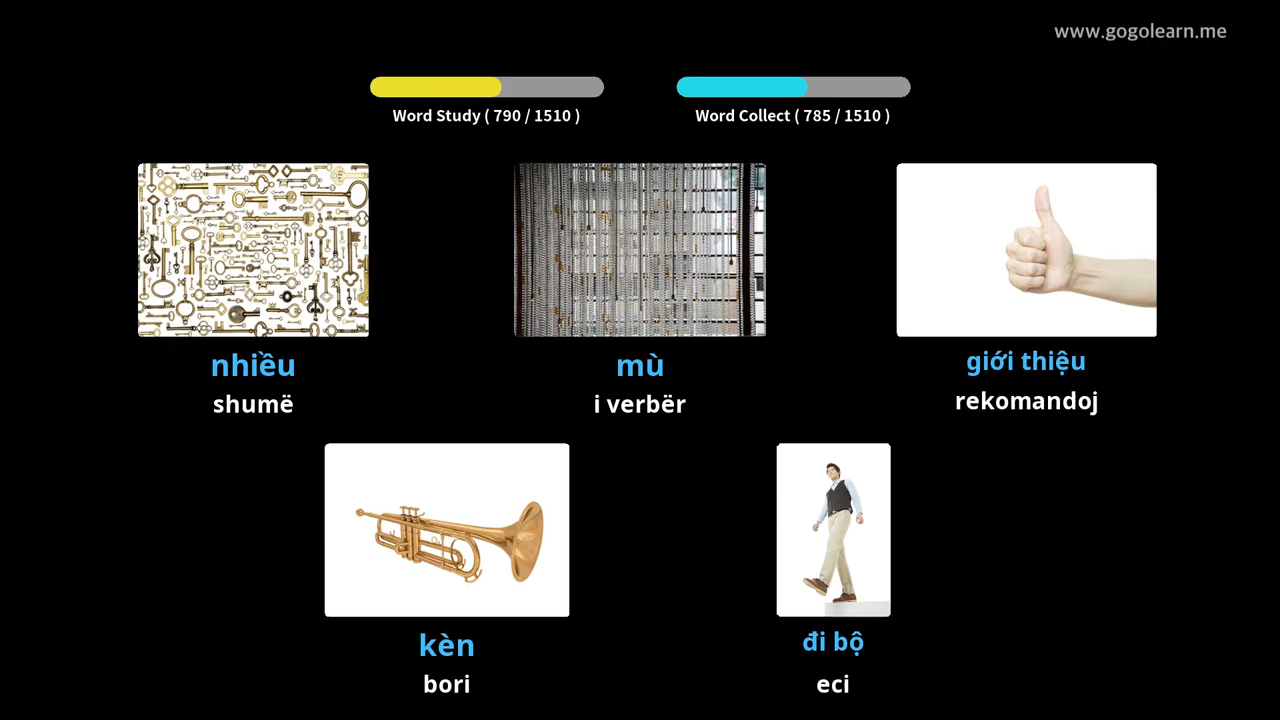 www.gogolearn.me
Word Study ( 790 / 1510 )
Word Collect ( 785 / 1510 )
nhiều
shumë
mù
i verbër
giới thiệu
rekomandoj
kèn
bori
đi bộ
eci